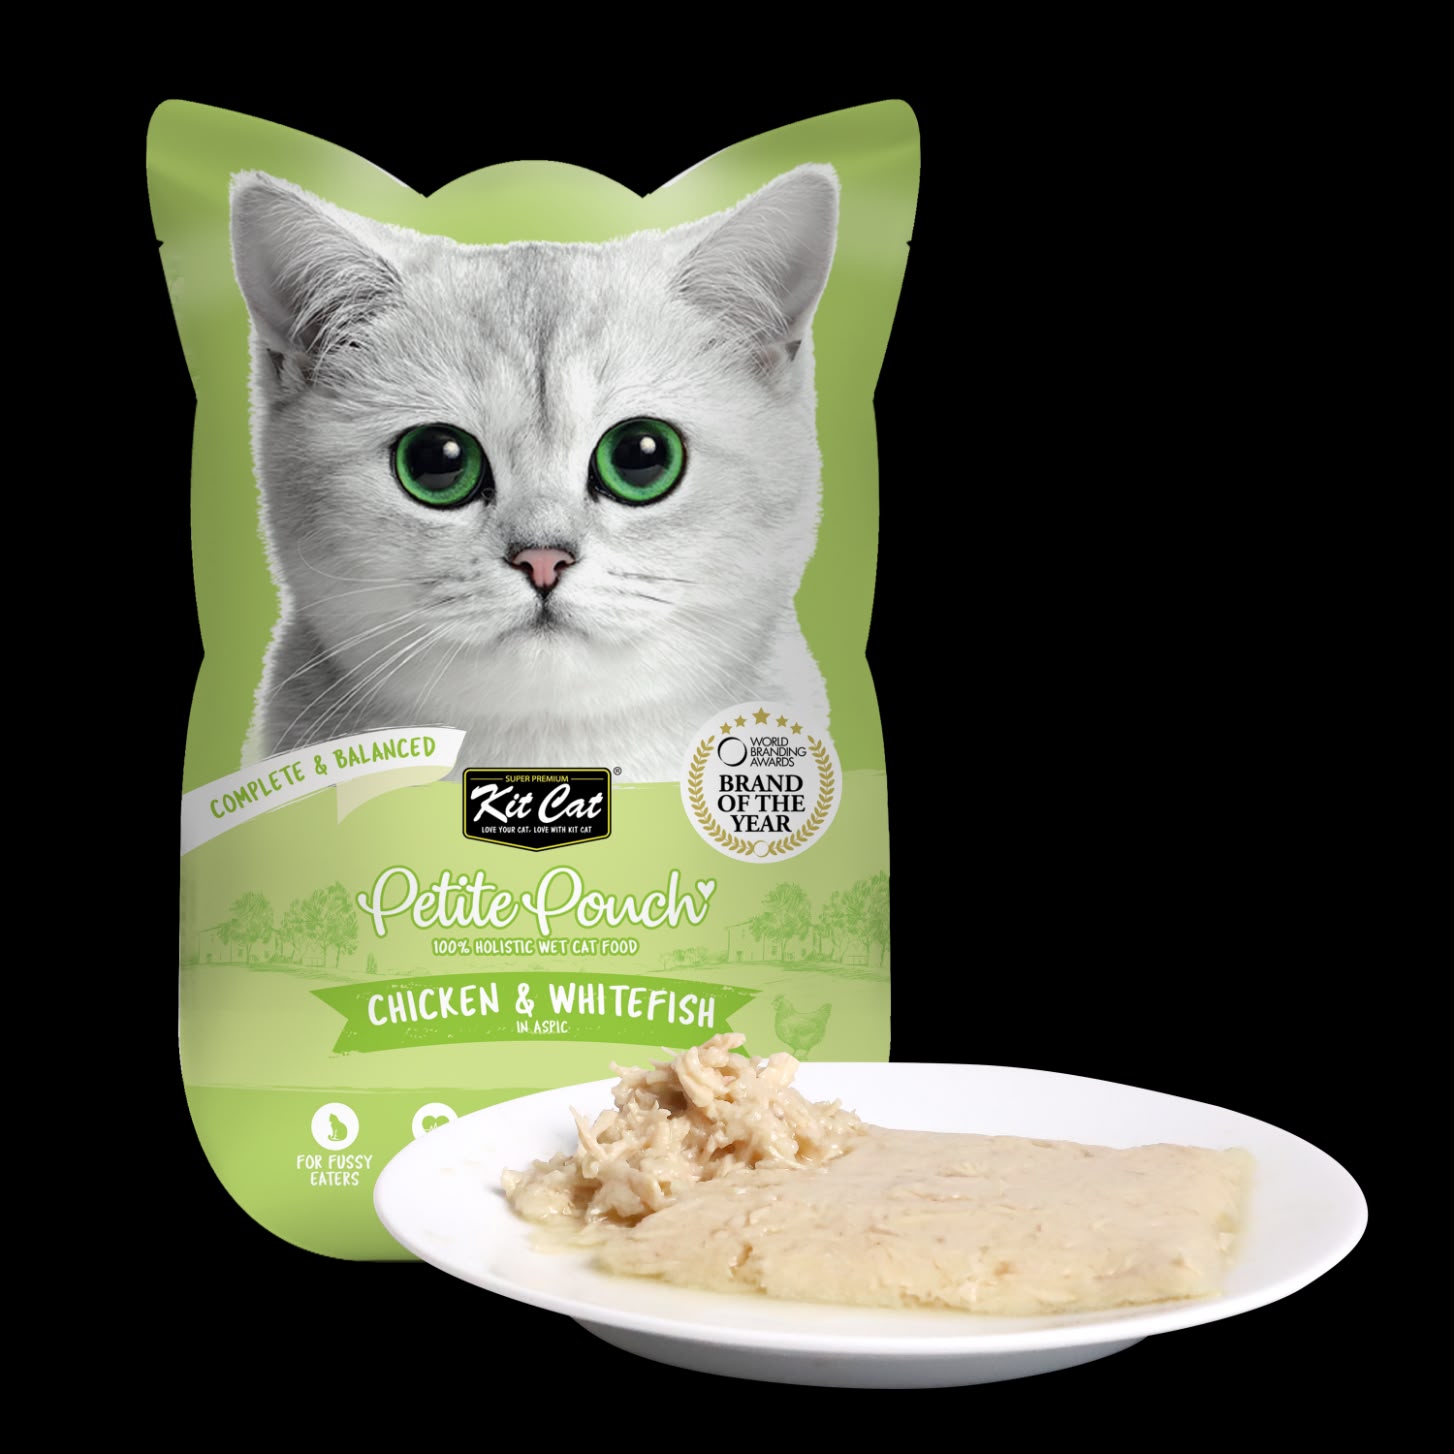 COMPLETE & BALANCED
SUPER PREMIUM
Kit Cat®
LOVE YOUR CAT, LOVE WITH KIT CAT
WORLD
BRANDING
AWARDS
BRAND
OF THE
YEAR
Petite Pouch
100% HOLISTIC WET CAT FOOD
CHICKEN & WHITEFISH
IN ASPIC
FOR FUSSY
EATERS